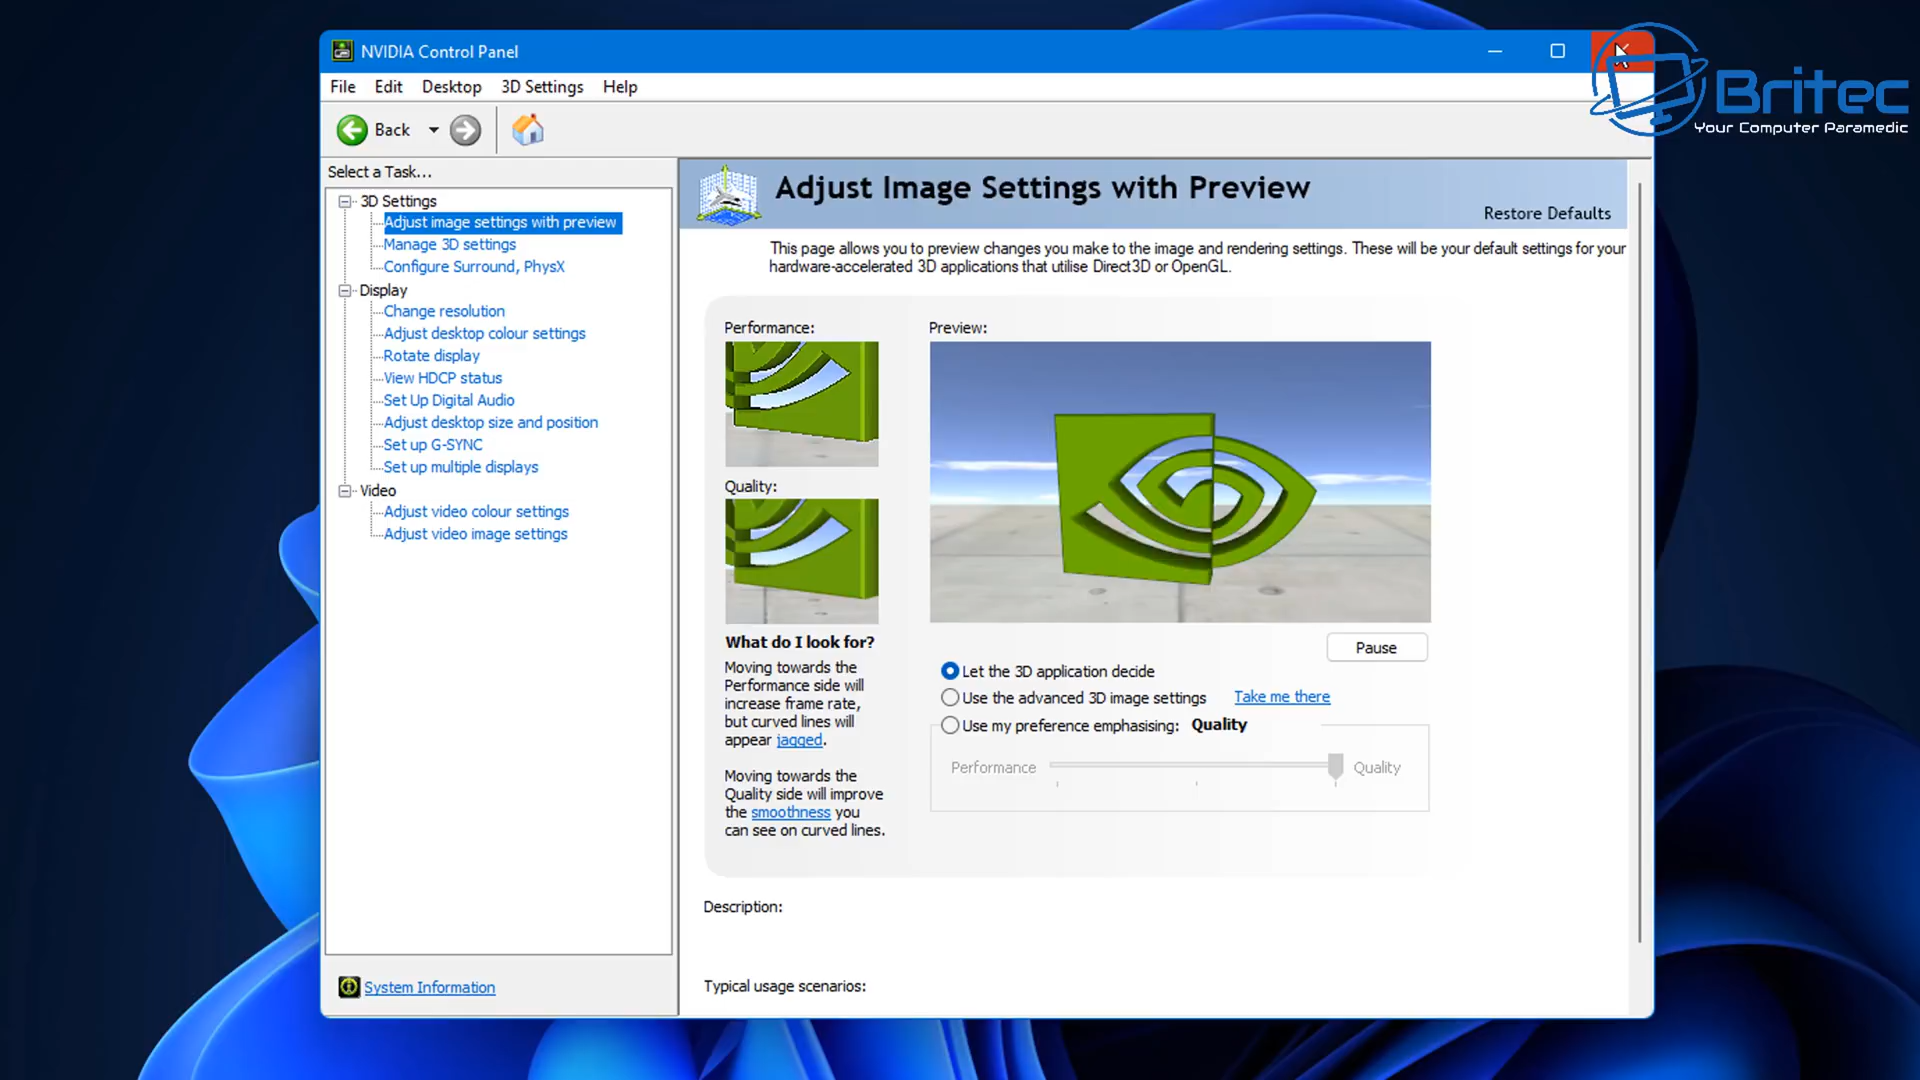 NVIDIA Control Panel
Britec
Your Computer Paramedic
File Edit Desktop 3D Settings Help
Back
Select a Task...
3D Settings
Adjust image settings with preview
Manage 3D settings
Configure Surround, PhysX
Display
Change resolution
Adjust desktop colour settings
Rotate display
View HDCP status
Set Up Digital Audio
Adjust desktop size and position
Set up G-SYNC
Set up multiple displays
Video
Adjust video colour settings
Adjust video image settings
System Information
Adjust Image Settings with Preview
Restore Defaults
This page allows you to preview changes you make to the image and rendering settings. These will be your default settings for your
hardware-accelerated 3D applications that utilise Direct3D or OpenGL.
Performance:
Quality:
What do I look for?
Moving towards the
Performance side will
increase frame rate,
but curved lines will
appear jagged.
Moving towards the
Quality side will improve
the smoothness you
can see on curved lines.
Preview:
Pause
Let the 3D application decide
Use the advanced 3D image settings Take me there
Use my preference emphasising: Quality
Performance Quality
Description:
Typical usage scenarios: